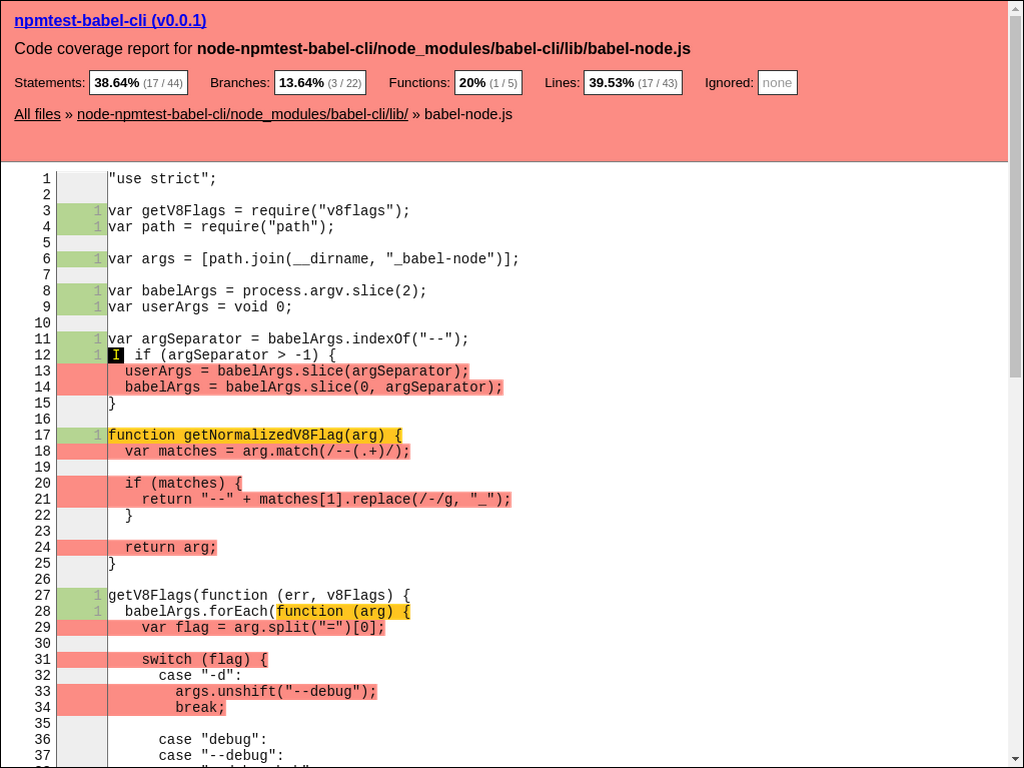 npmtest-babel-cli (v0.0.1)
Code coverage report for node-npmtest-babel-cli/node_modules/babel-cli/lib/babel-node.js
Statements: 38.64% (17 / 44) Branches: 13.64% (3 / 22) Functions: 20% (1 / 5) Lines: 39.53% (17 / 43) Ignored: none
All files » node-npmtest-babel-cli/node_modules/babel-cli/lib/ » babel-node.js
1 "use strict";
2
3 1 var getV8Flags = require("v8flags");
4 1 var path = require("path");
5
6 1 var args = [path.join(__dirname, "_babel-node")];
7
8 1 var babelArgs = process.argv.slice(2);
9 1 var userArgs = void 0;
10
11 1 var argSeparator = babelArgs.indexOf("--");
12 1 I if (argSeparator > -1) {
13 userArgs = babelArgs.slice(argSeparator);
14 babelArgs = babelArgs.slice(0, argSeparator);
15 }
16
17 1 function getNormalizedV8Flag(arg) {
18 var matches = arg.match(/--(.+)/);
19
20 if (matches) {
21 return "--" + matches[1].replace(/-/g, "_");
22 }
23
24 return arg;
25 }
26
27 1 getV8Flags(function (err, v8Flags) {
28 1 babelArgs.forEach(function (arg) {
29 var flag = arg.split("=")[0];
30
31 switch (flag) {
32 case "-d":
33 args.unshift("--debug");
34 break;
35
36 case "debug":
37 case "--debug":